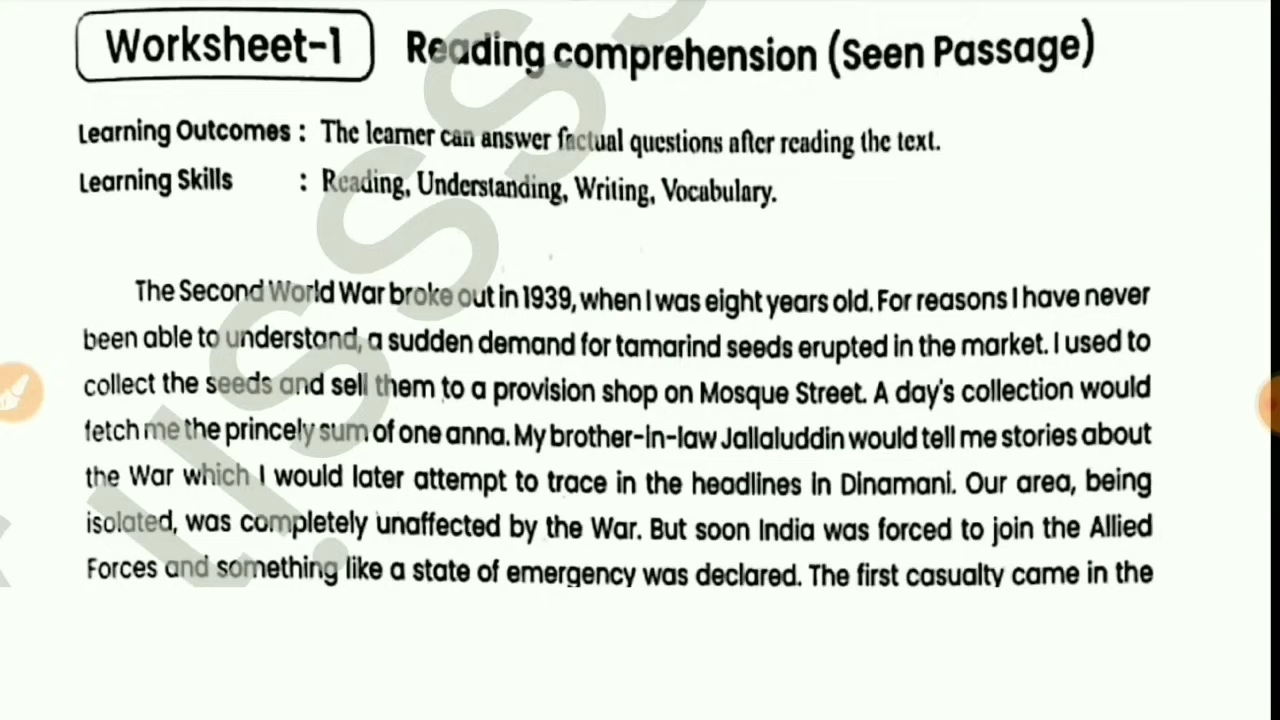 Worksheet-1 Reading comprehension (Seen Passage)
Learning Outcomes : The learner can answer factual questions after reading the text.
Learning Skills : Reading, Understanding, Writing, Vocabulary.
The Second World War broke out in 1939, when I was eight years old. For reasons I have never
been able to understand, a sudden demand for tamarind seeds erupted in the market. I used to
collect the seeds and sell them to a provision shop on Mosque Street. A day's collection would
fetch me the princely sum of one anna. My brother-in-law Jallaluddin would tell me stories about
the War which I would later attempt to trace in the headlines in Dinamani. Our area, being
isolated, was completely unaffected by the War. But soon India was forced to join the Allied
Forces and something like a state of emergency was declared. The first casualty came in the